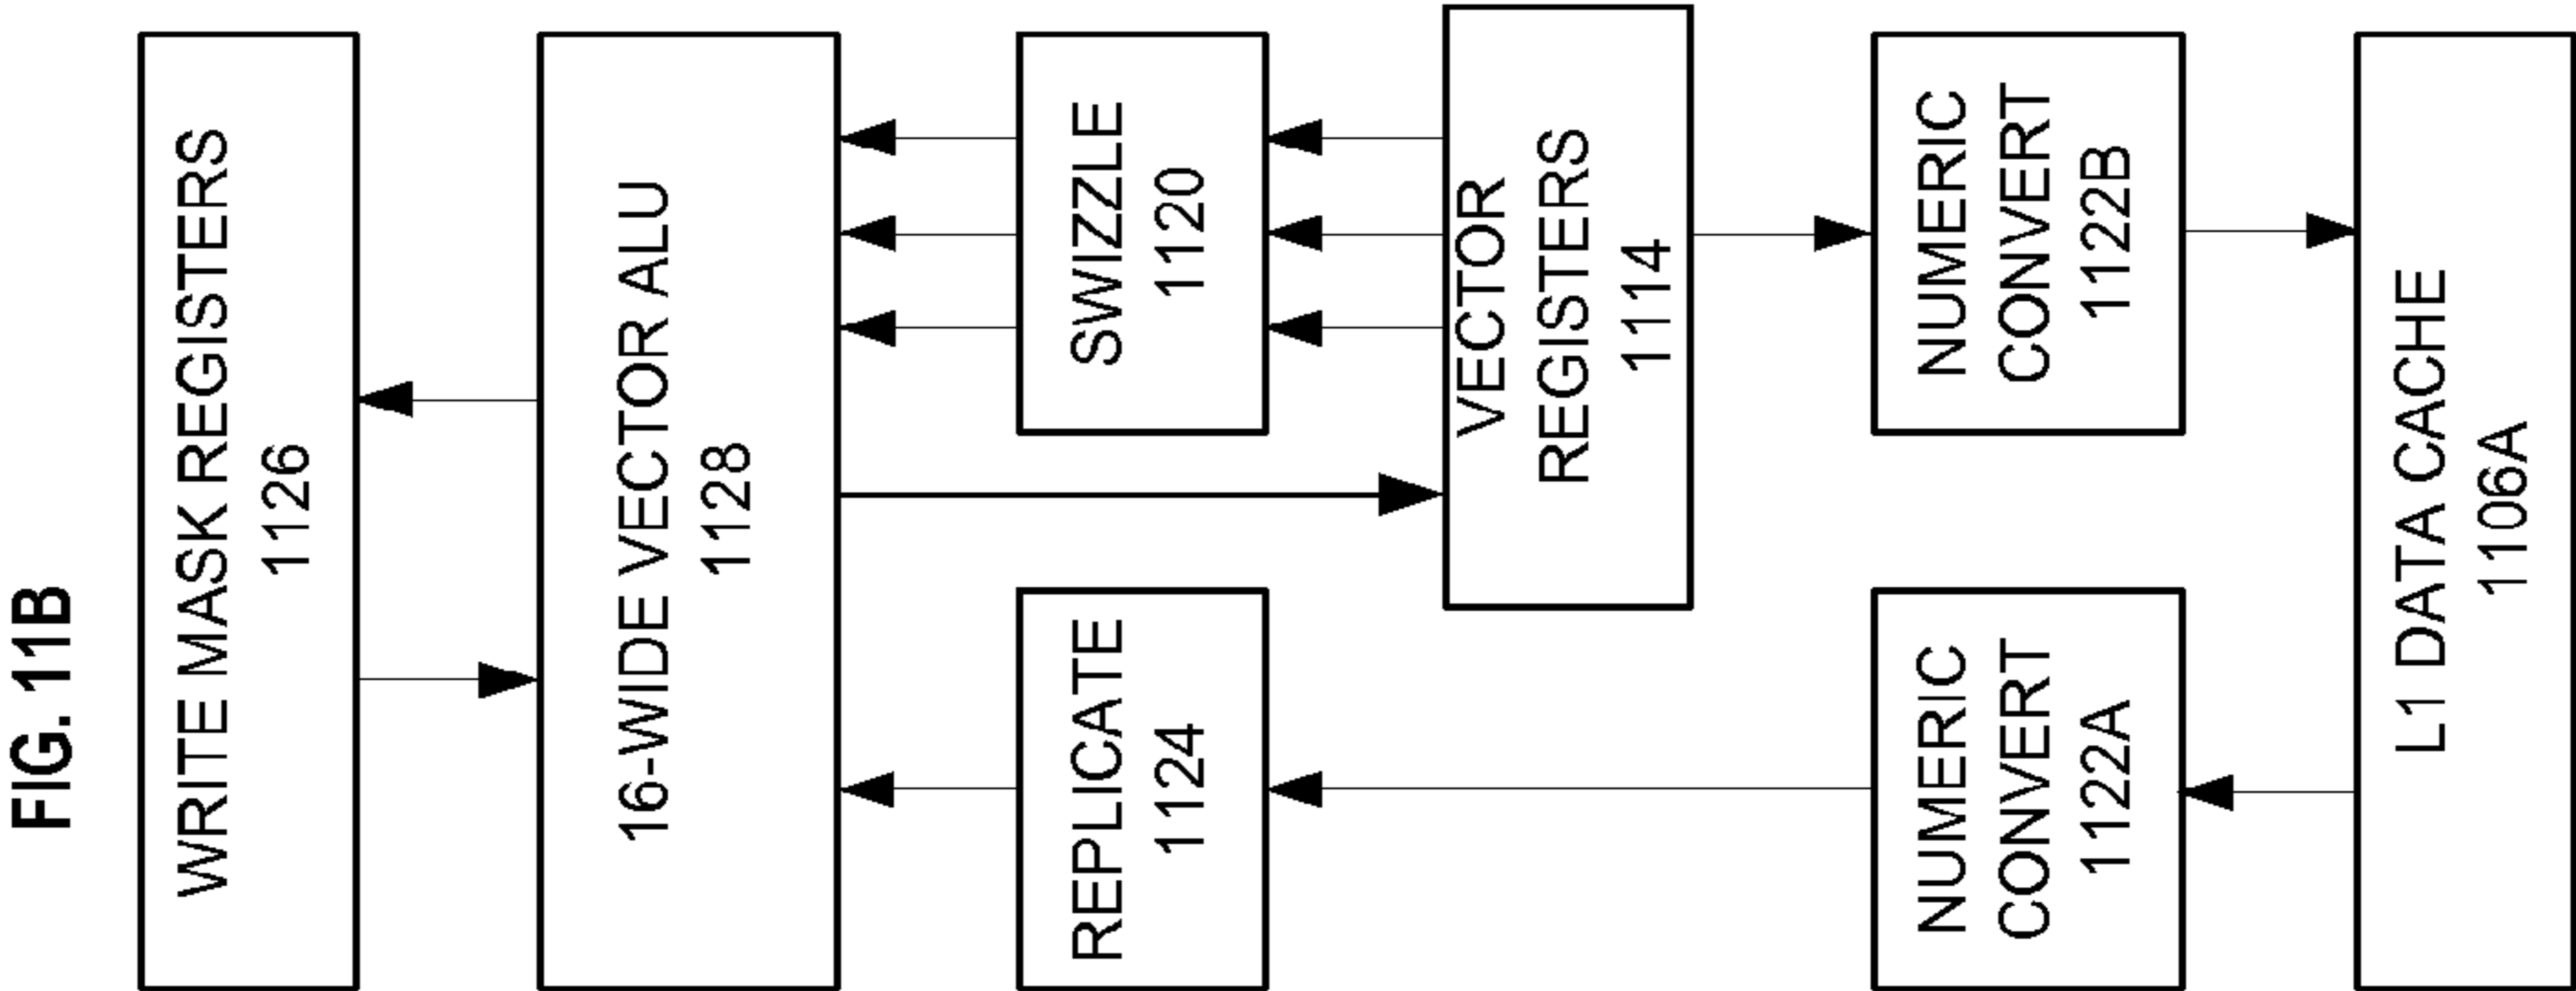 FIG. 11B
WRITE MASK REGISTERS
1126
16-WIDE VECTOR ALU
1128
REPLICATE
1124
SWIZZLE
1120
VECTOR
REGISTERS
1114
NUMERIC
CONVERT
1122A
NUMERIC
CONVERT
1122B
L1 DATA CACHE
1106A